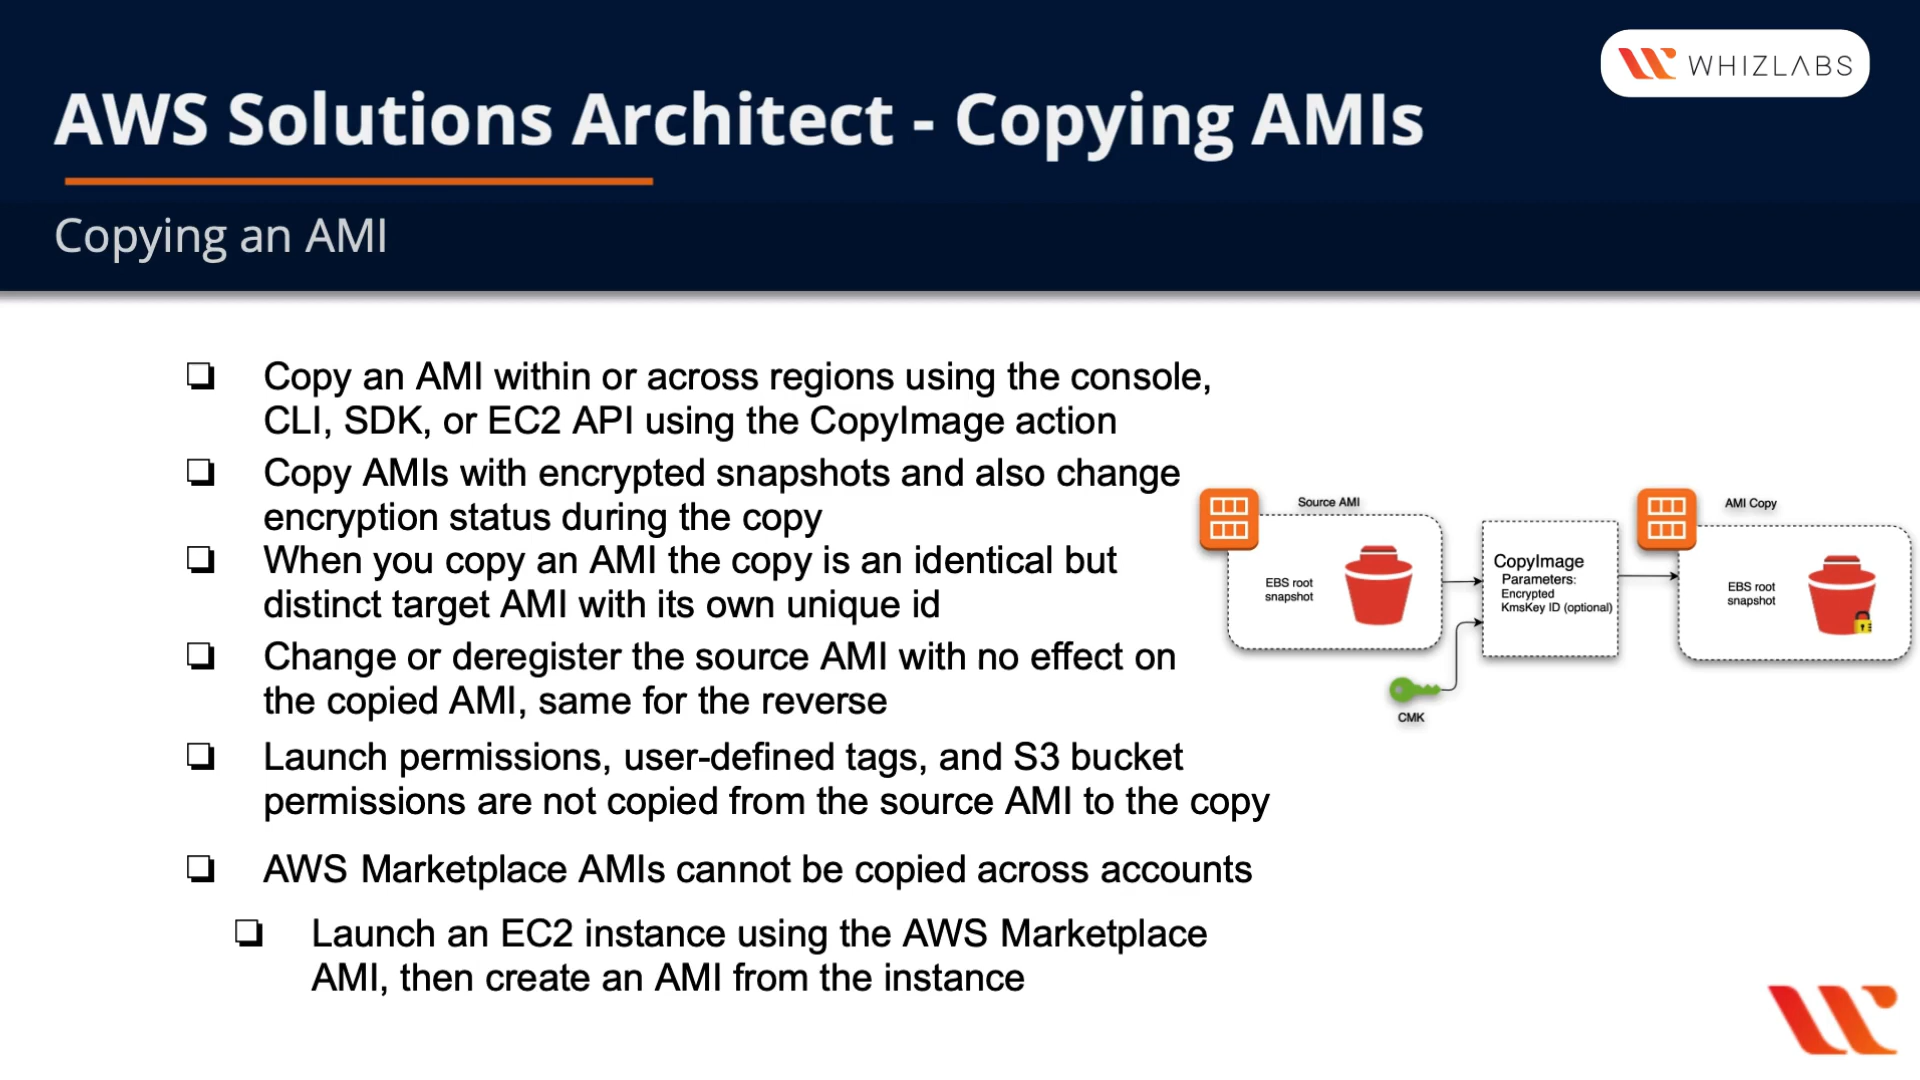 WHIZLABS
AWS Solutions Architect - Copying AMIs
Copying an AMI
Copy an AMI within or across regions using the console,
CLI, SDK, or EC2 API using the CopyImage action
Copy AMIs with encrypted snapshots and also change
encryption status during the copy
When you copy an AMI the copy is an identical but
distinct target AMI with its own unique id
Change or deregister the source AMI with no effect on
the copied AMI, same for the reverse
Launch permissions, user-defined tags, and S3 bucket
permissions are not copied from the source AMI to the copy
AWS Marketplace AMIs cannot be copied across accounts
Launch an EC2 instance using the AWS Marketplace
AMI, then create an AMI from the instance
Source AMI
EBS root
snapshot
CopyImage
Parameters:
Encrypted
KmsKey ID (optional)
CMK
AMI Copy
EBS root
snapshot